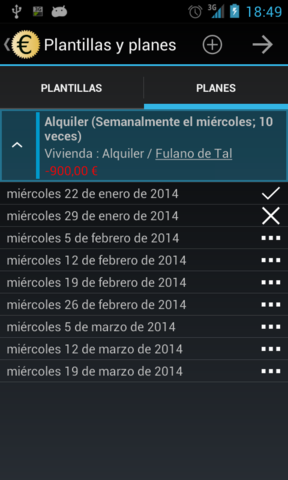 3G 18:49
Plantillas y planes
PLANTILLAS PLANES
Alquiler (Semanalmente el miércoles; 10
veces)
Vivienda : Alquiler / Fulano de Tal
-900,00 €
miércoles 22 de enero de 2014
miércoles 29 de enero de 2014
miércoles 5 de febrero de 2014
miércoles 12 de febrero de 2014
miércoles 19 de febrero de 2014
miércoles 26 de febrero de 2014
miércoles 5 de marzo de 2014
miércoles 12 de marzo de 2014
miércoles 19 de marzo de 2014